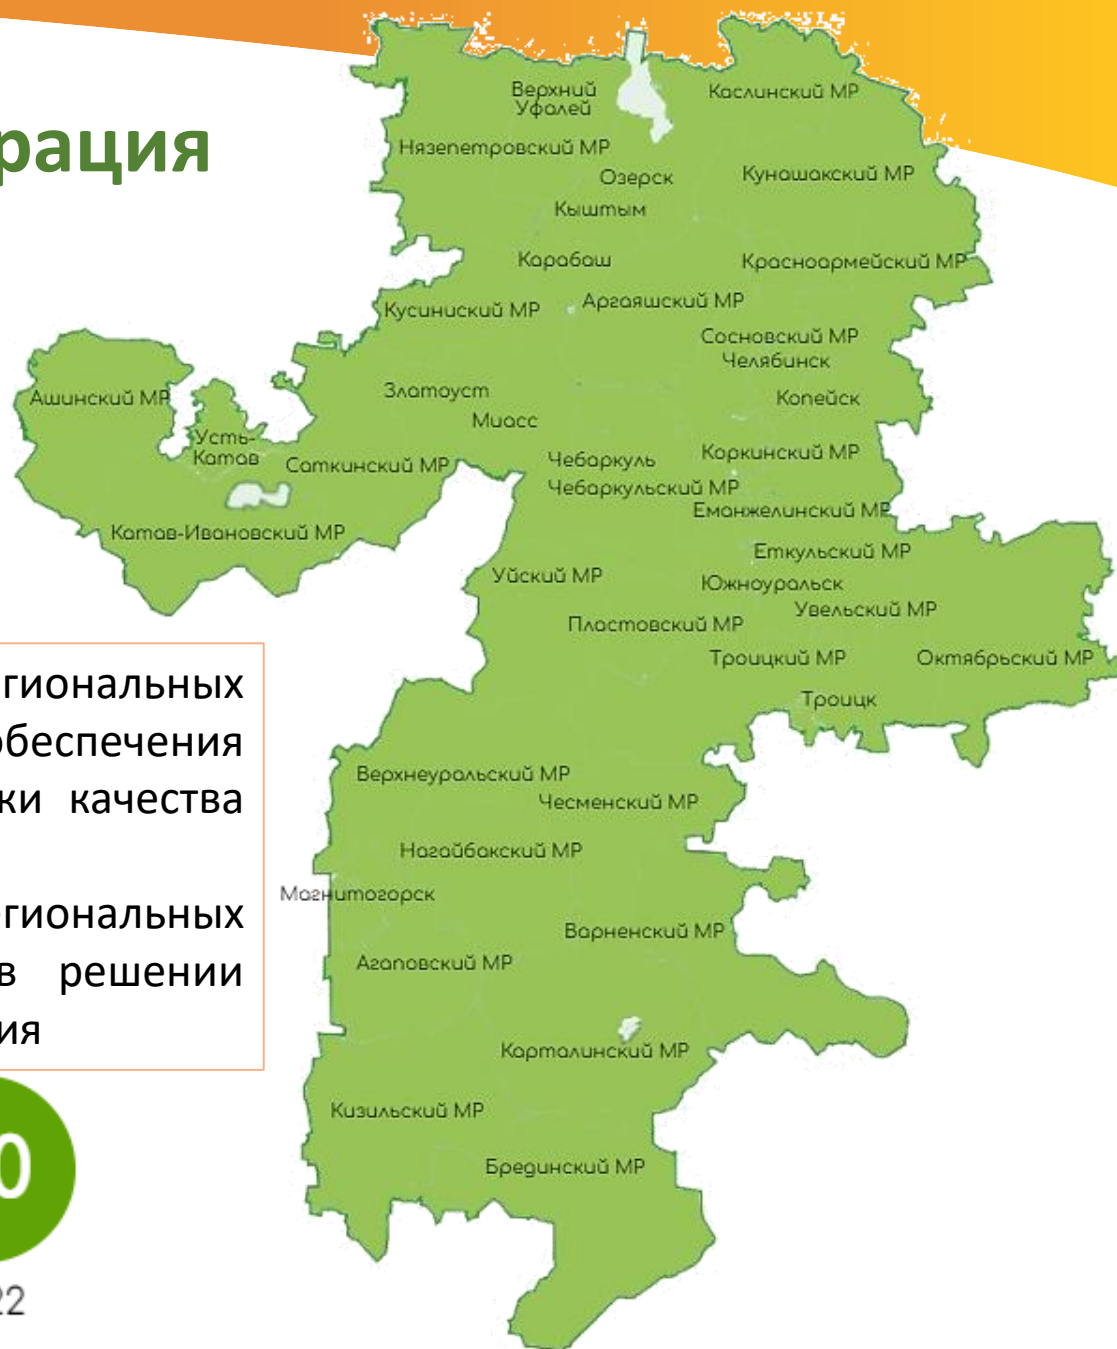 рация
Верхний
Уфалей
Каслинский МР
Нязепетровский МР
Озерск
Кунашакский МР
Кыштым
Карабаш
Красноармейский МР
Кусиниский МР
Аргаяшский МР
Сосновский МР
Челябинск
Ашинский МР
Златоуст
Копейск
Миасс
Усть-
Катав
Саткинский МР
Чебаркуль
Коркинский МР
Чебаркульский МР
Еманжелинский МР
Катав-Ивановский МР
Еткульский МР
Уйский МР
Южноуральск
Увельский МР
Пластовский МР
Троицкий МР
Октябрьский МР
Троицк
гиональных
обеспечения
ки качества
егиональных
в решении
ия
Верхнеуральский МР
Чесменский МР
Нагайбакский МР
Магнитогорск
Варненский МР
Агаповский МР
Карталинский МР
Кизильский МР
Брединский МР
0
22